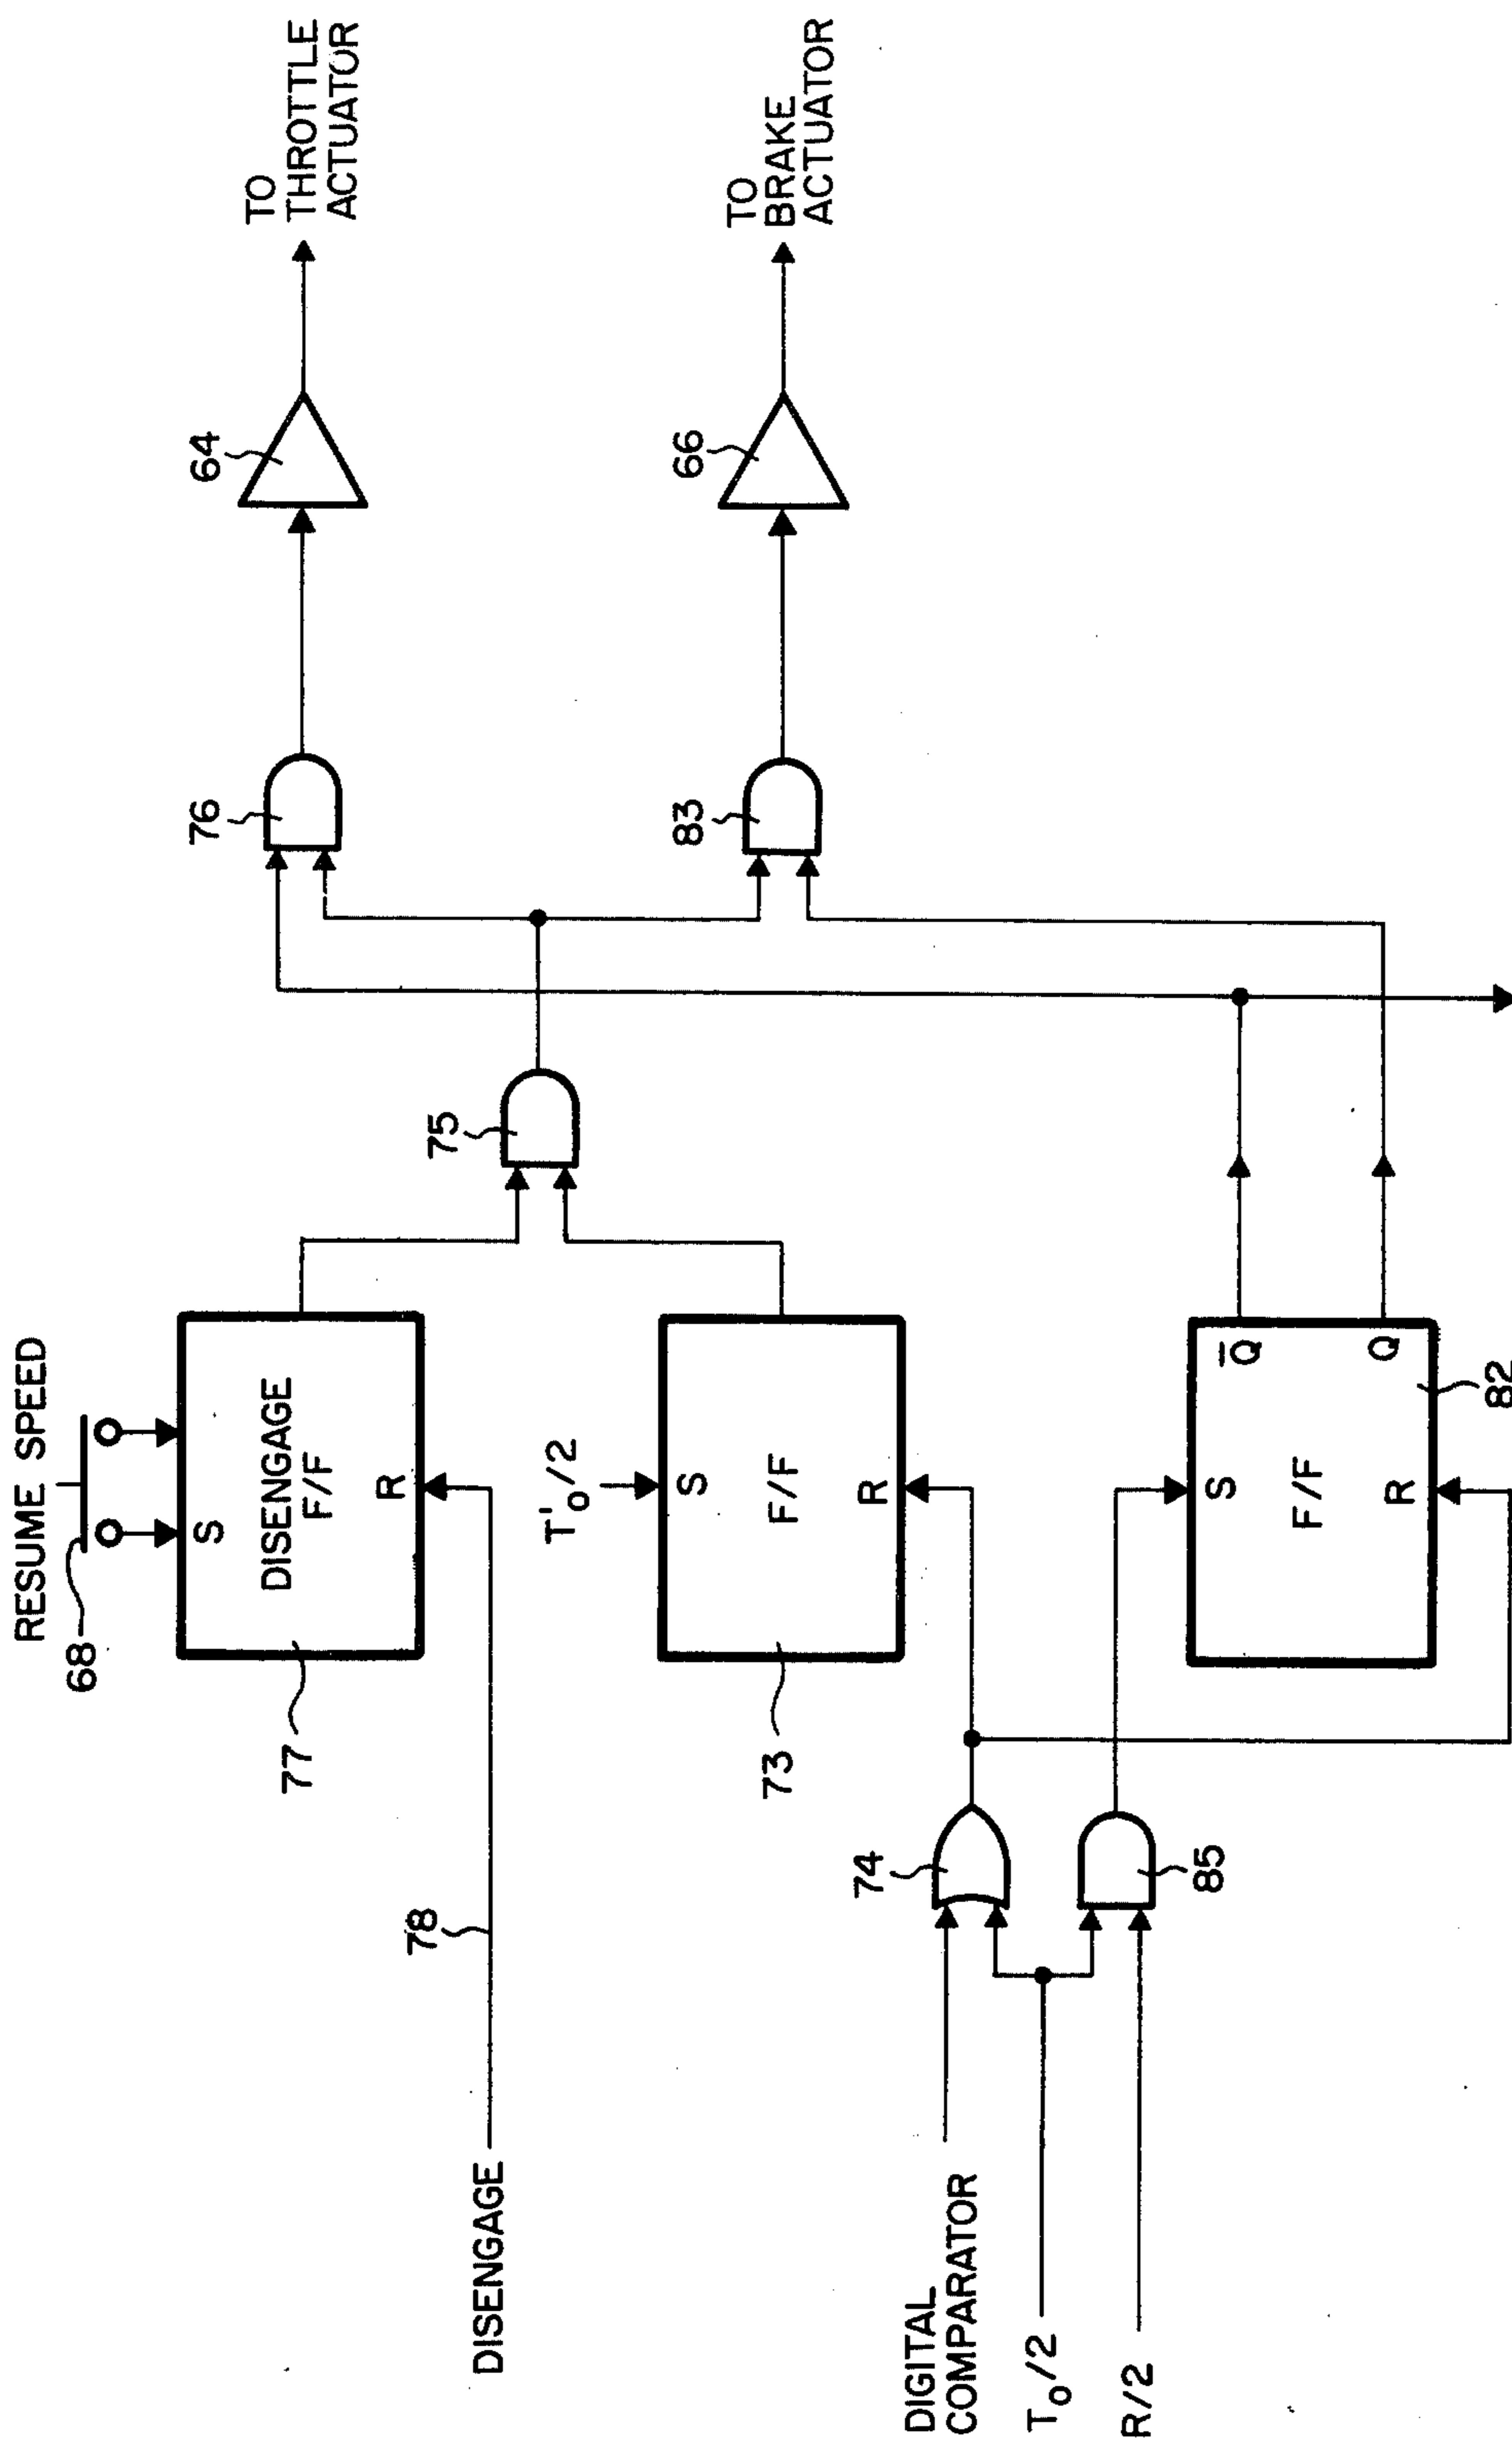 RESUME SPEED
68
S
DISENGAGE
F/F
R
77
78
DISENGAGE
T'o/2
S
F/F
R
73
75
76
64
TO
THROTTLE
ACTUATOR
83
66
TO
BRAKE
ACTUATOR
DIGITAL
COMPARATOR
74
To/2
R/2
85
S
F/F
R
Q̅
Q
82